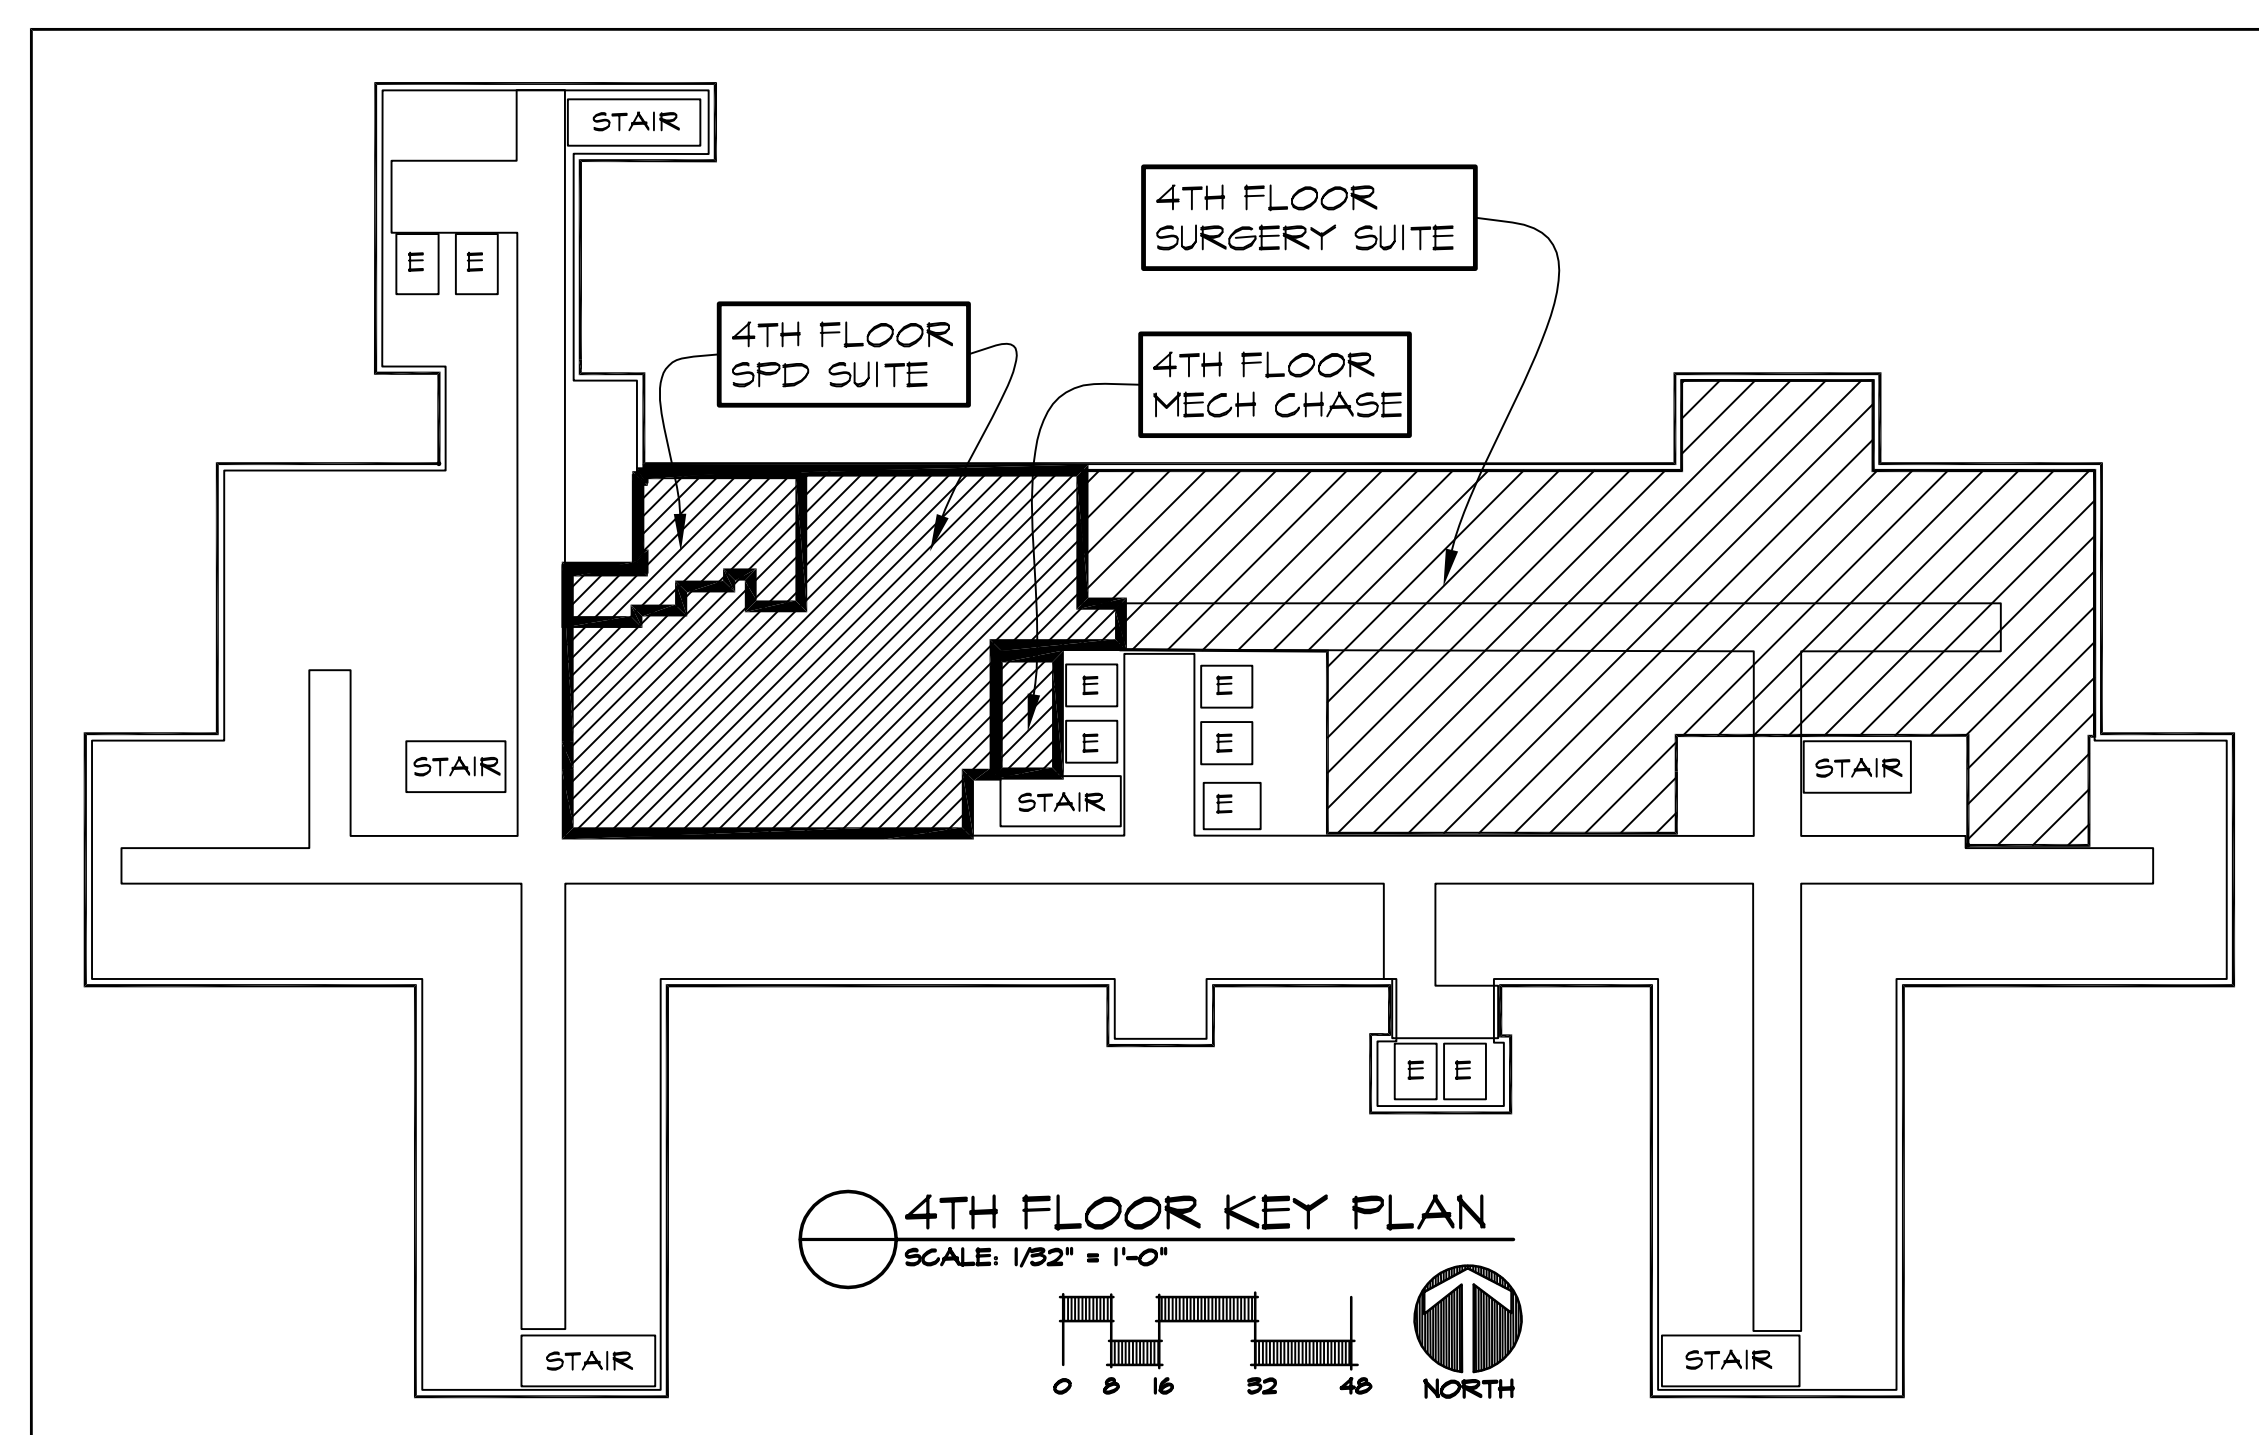 STAIR
4TH FLOOR
SURGERY SUITE
E E
4TH FLOOR
SPD SUITE
4TH FLOOR
MECH CHASE
E E
E E
STAIR
STAIR
STAIR
E
E E
4TH FLOOR KEY PLAN
SCALE: 1/32" = 1'-0"
STAIR
STAIR
0 8 16 32 48
NORTH